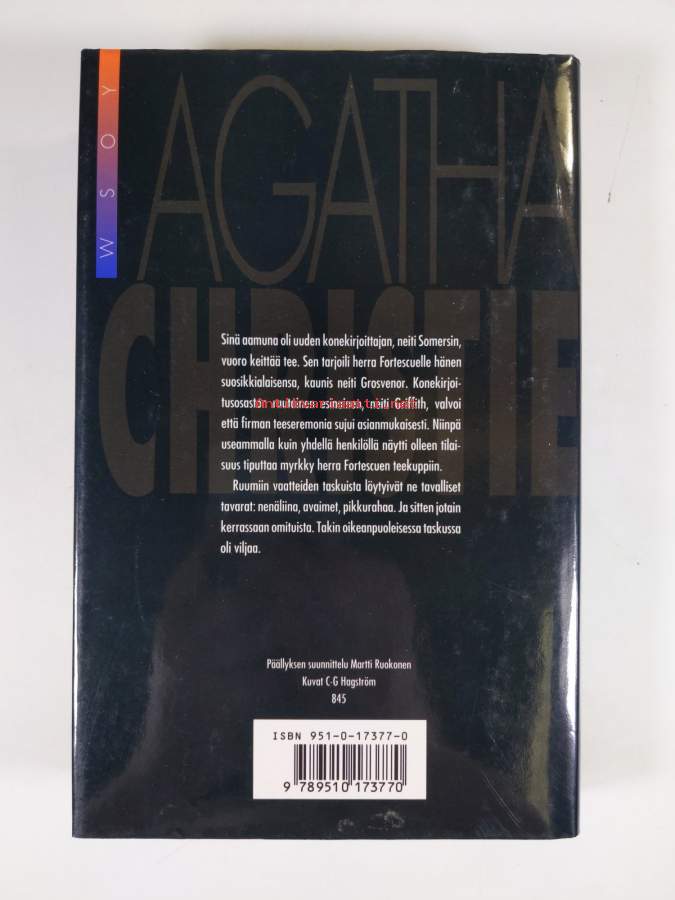 WSOY
AGATHA
CHRISTIE
Sinä aamuna oli uuden konekirjoittajan, neiti Somersin,
vuoro keittää tee. Sen tarjoili herra Fortescuelle hänen
suosikkialaisensa, kaunis neiti Grosvenor. Konekirjoi-
tusosaston tuuli esi neiti Griffith, valvoi
että firman teeseremonia sujui asianmukaisesti. Niinpä
useammalla kuin yhdellä henkilöllä näytti olleen tilai-
suus tiputtaa myrkky herra Fortescuen teekuppiin.
Ruumiin vaatteiden taskuista löytyivät ne tavalliset
tavarat: nenäliina, avaimet, pikkurahaa. Ja sitten jotain
kerrassaan omituista. Takin oikeanpuoleisessa taskussa
oli viljaa.
Päällyksen suunnittelu Martti Ruokonen
Kuvat C-G Hagström
845
ISBN 951-0-17377-0
9 789510 173770